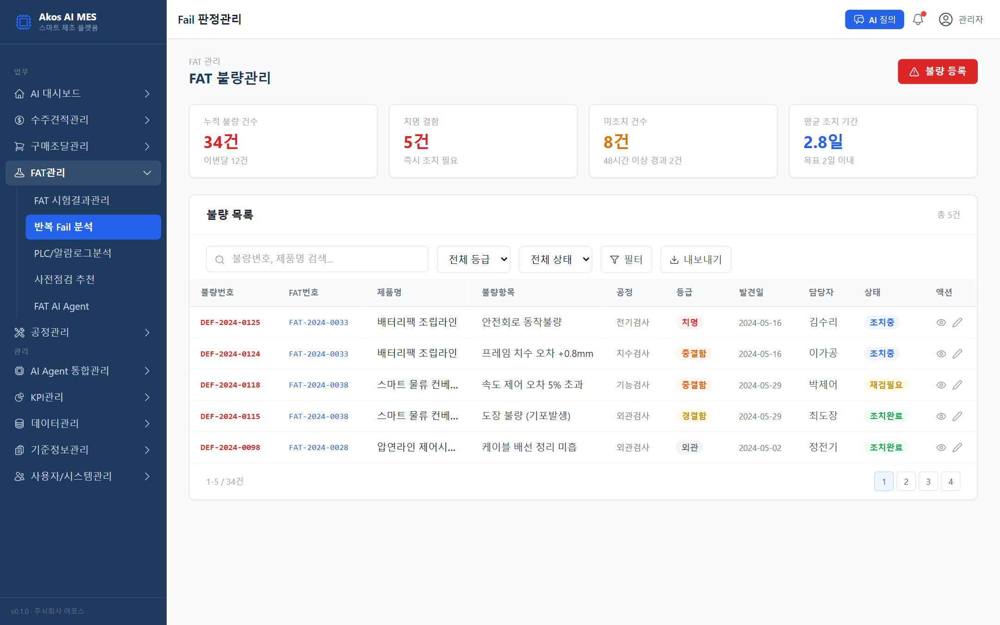 Akos AI MES
스마트 제조 플랫폼
업무
AI 대시보드
수주견적관리
구매조달관리
FAT관리
FAT 시험결과관리
반복 Fail 분석
PLC/알람로그분석
사전점검 추천
FAT AI Agent
공정관리
관리
AI Agent 통합관리
KPI관리
데이터관리
기준정보관리
사용자/시스템관리
v0.1.0 · 주식회사 아코스
Fail 판정관리
AI 질의
관리자
FAT 관리
FAT 불량관리
불량 등록
누적 불량 건수
34건
이번달 12건
치명 결함
5건
즉시 조치 필요
미조치 건수
8건
48시간 이상 경과 2건
평균 조치 기간
2.8일
목표 2일 이내
불량 목록
총 5건
불량번호, 제품명 검색...
전체 등급
전체 상태
필터
내보내기
불량번호 FAT번호 제품명 불량항목 공정 등급 발견일 담당자 상태 액션
DEF-2024-0125 FAT-2024-0033 배터리팩 조립라인 안전회로 동작불량 전기검사 치명 2024-05-16 김수리 조치중
DEF-2024-0124 FAT-2024-0033 배터리팩 조립라인 프레임 치수 오차 +0.8mm 치수검사 중결함 2024-05-16 이가공 조치중
DEF-2024-0118 FAT-2024-0038 스마트 물류 컨베... 속도 제어 오차 5% 초과 기능검사 중결함 2024-05-29 박제어 재검필요
DEF-2024-0115 FAT-2024-0038 스마트 물류 컨베... 도장 불량 (기포발생) 외관검사 경결함 2024-05-29 최도장 조치완료
DEF-2024-0098 FAT-2024-0028 압연라인 제어시... 케이블 배선 정리 미흡 외관검사 외관 2024-05-02 정전기 조치완료
1-5 / 34건
1 2 3 4